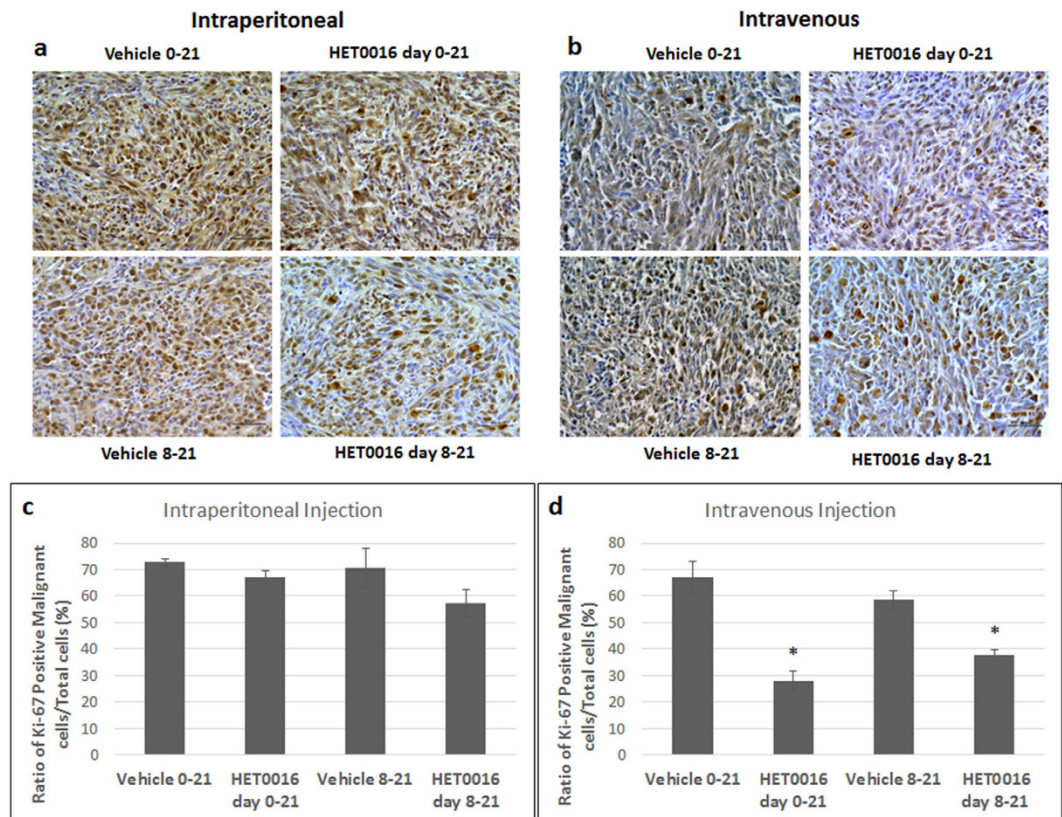 Intraperitoneal
Intravenous
a
Vehicle 0-21
HET0016 day 0-21
b
Vehicle 0-21
HET0016 day 0-21
Vehicle 8-21
HET0016 day 8-21
Vehicle 8-21
HET0016 day 8-21
c
Intraperitoneal Injection
Ratio of Ki-67 Positive Malignant
cells/Total cells (%)
80
70
60
50
40
30
20
10
0
Vehicle 0-21
HET0016
day 0-21
Vehicle 8-21
HET0016
day 8-21
d
Intravenous Injection
Ratio of Ki-67 Positive Malignant
cells/Total cells (%)
80
70
60
50
40
30
20
10
0
*
*
Vehicle 0-21
HET0016
day 0-21
Vehicle 8-21
HET0016
day 8-21